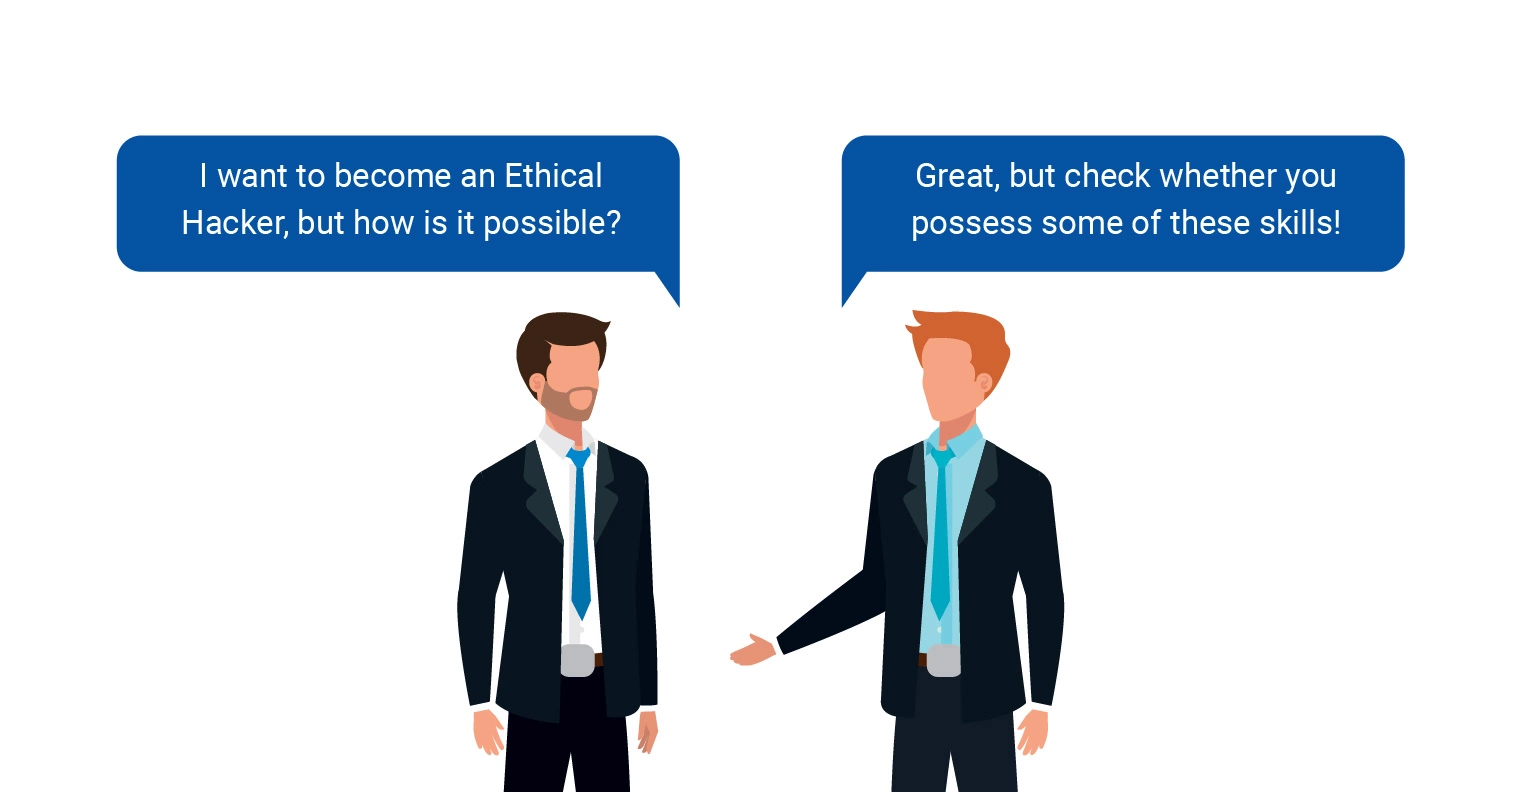 I want to become an Ethical
Hacker, but how is it possible?
Great, but check whether you
possess some of these skills!